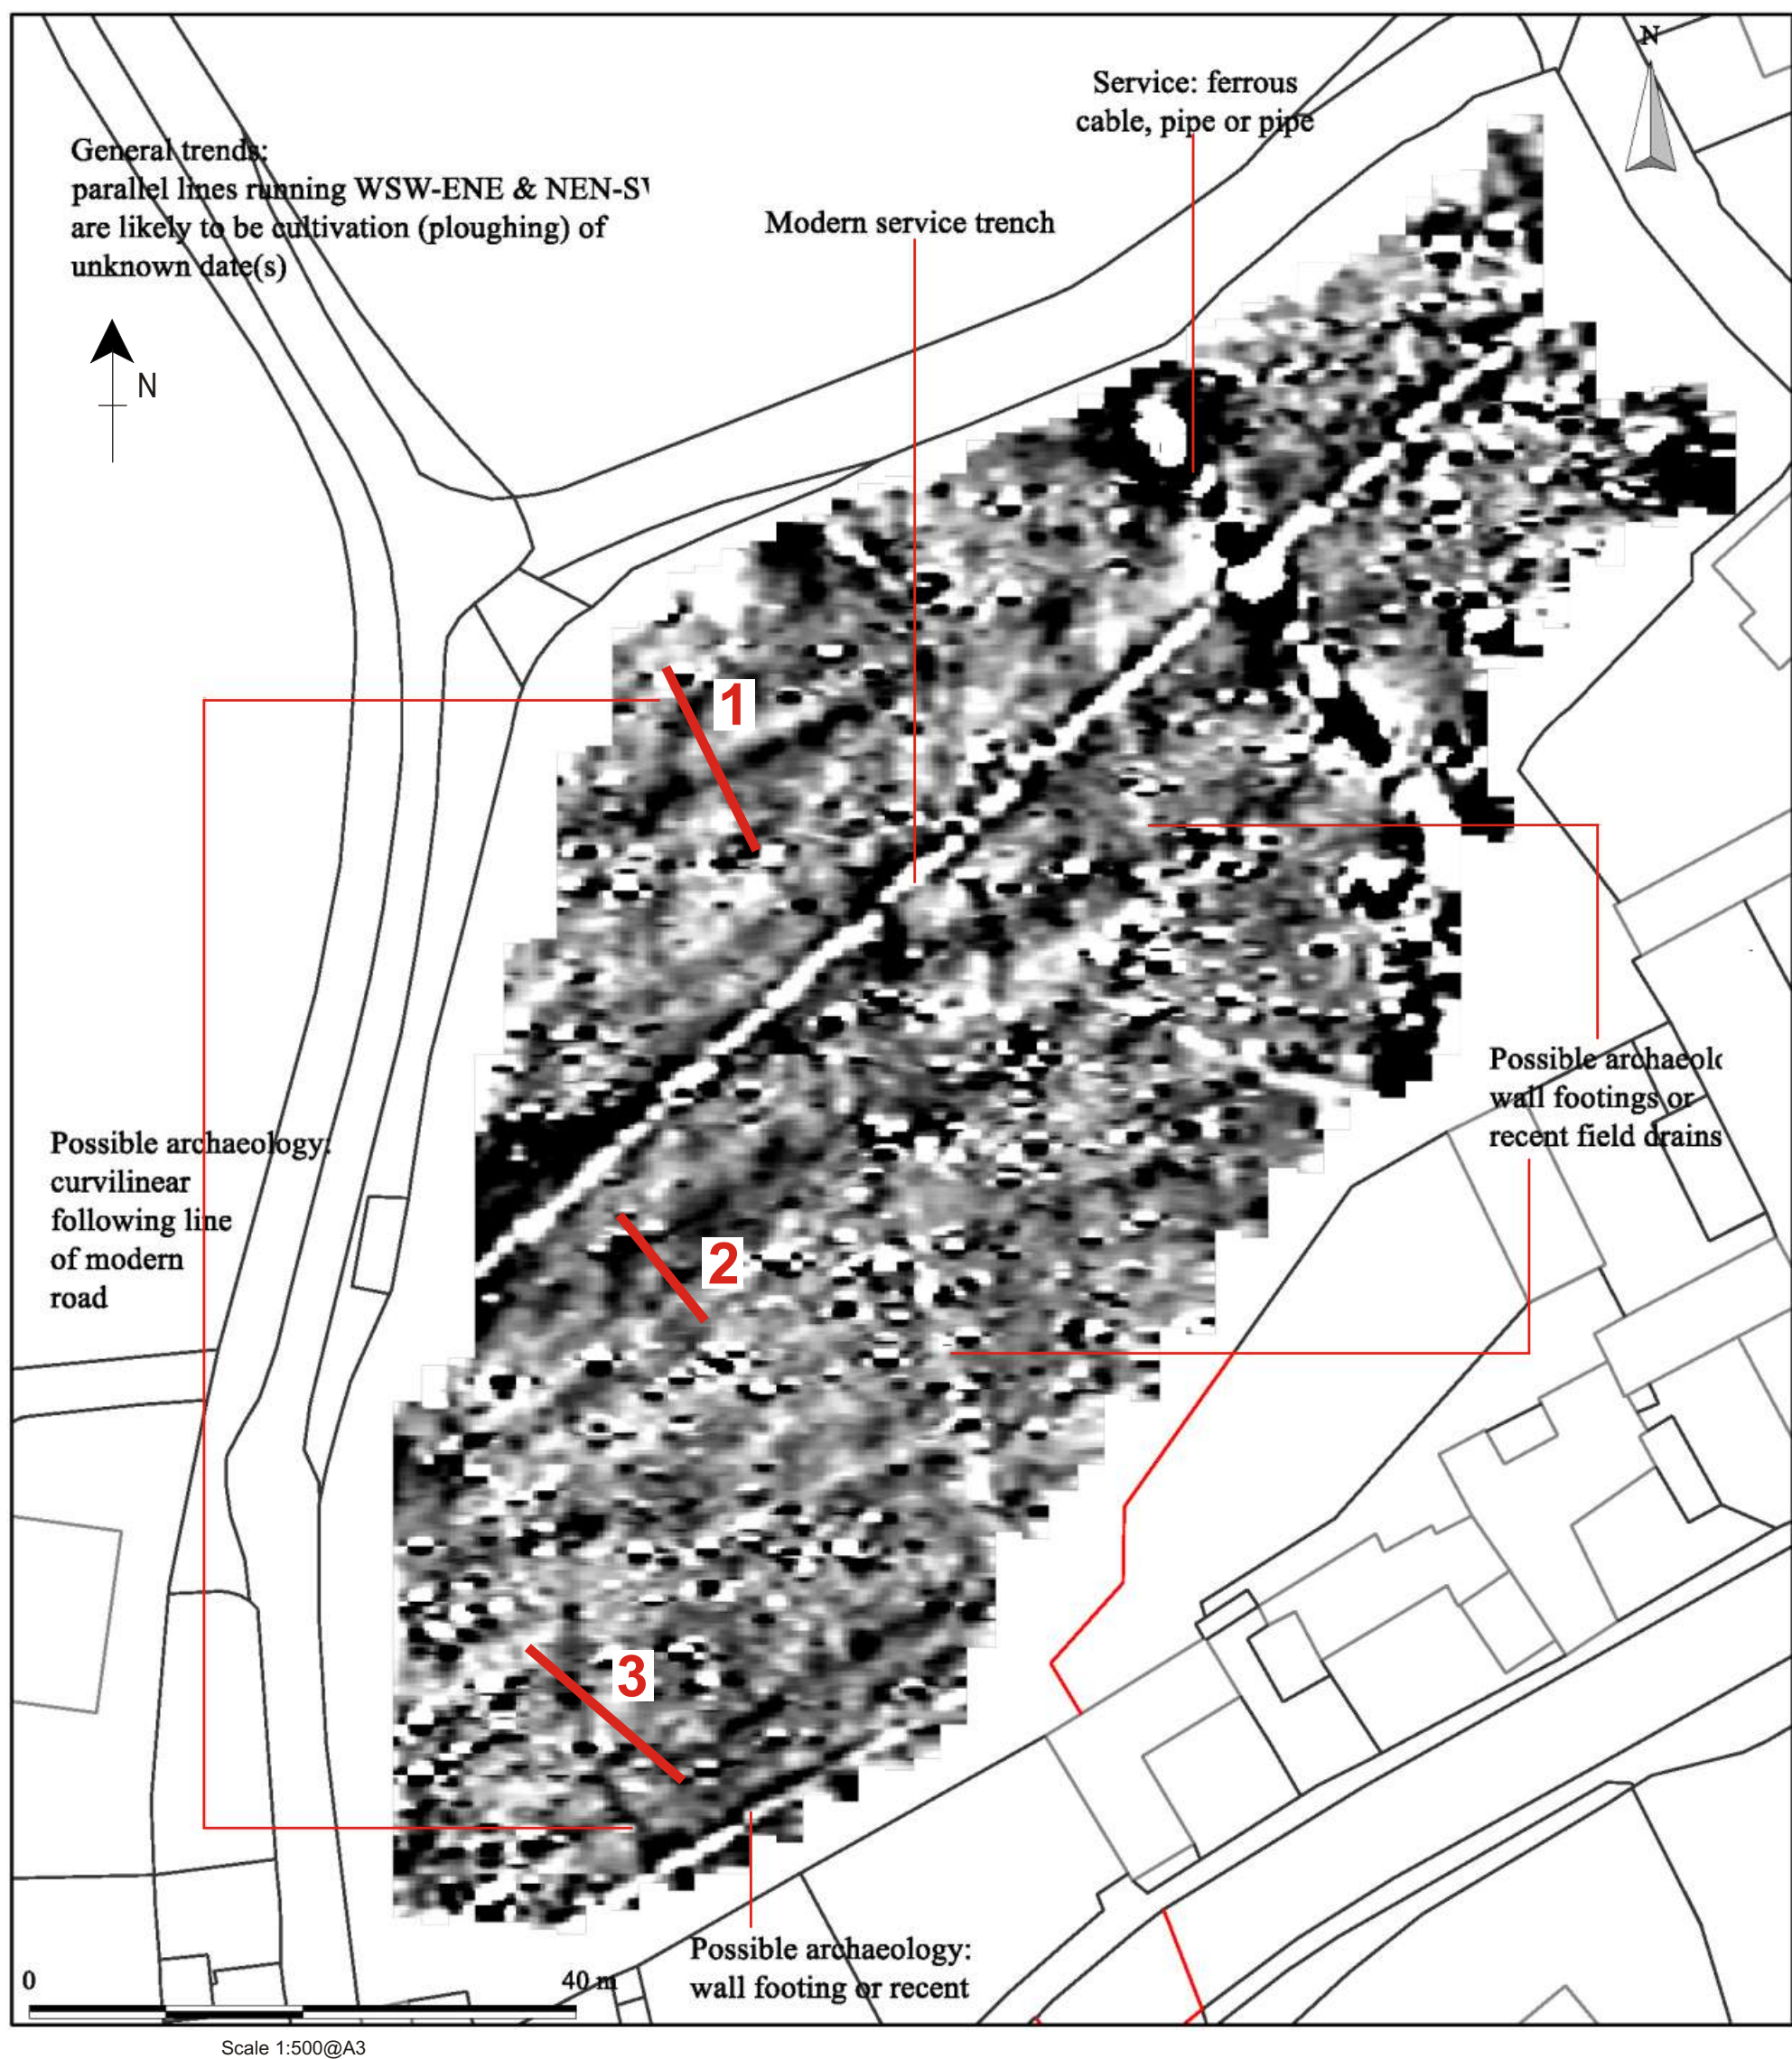 N
Service: ferrous
cable, pipe or pipe
General trends:
parallel lines running WSW-ENE & NEN-S
are likely to be cultivation (ploughing) of
unknown date(s)
Modern service trench
N
1
Possible archaeolo
wall footings or
recent field drains
Possible archaeology:
curvilinear
following line
of modern
road
2
3
Possible archaeology:
wall footing or recent
0 40 m
Scale 1:500@A3